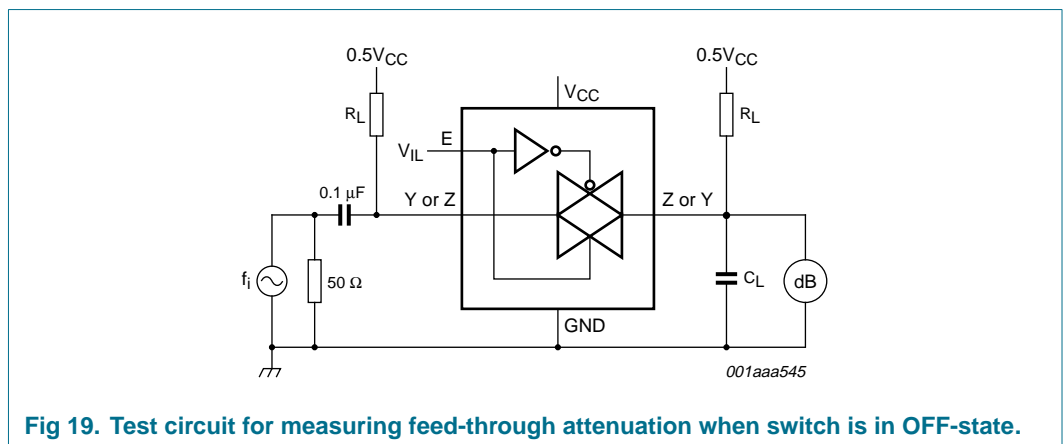 0.5VCC
0.5VCC
VCC
RL
RL
E
VIL
0.1 μF
Y or Z
Z or Y
fi
50 Ω
CL
dB
GND
001aaa545
Fig 19. Test circuit for measuring feed-through attenuation when switch is in OFF-state.